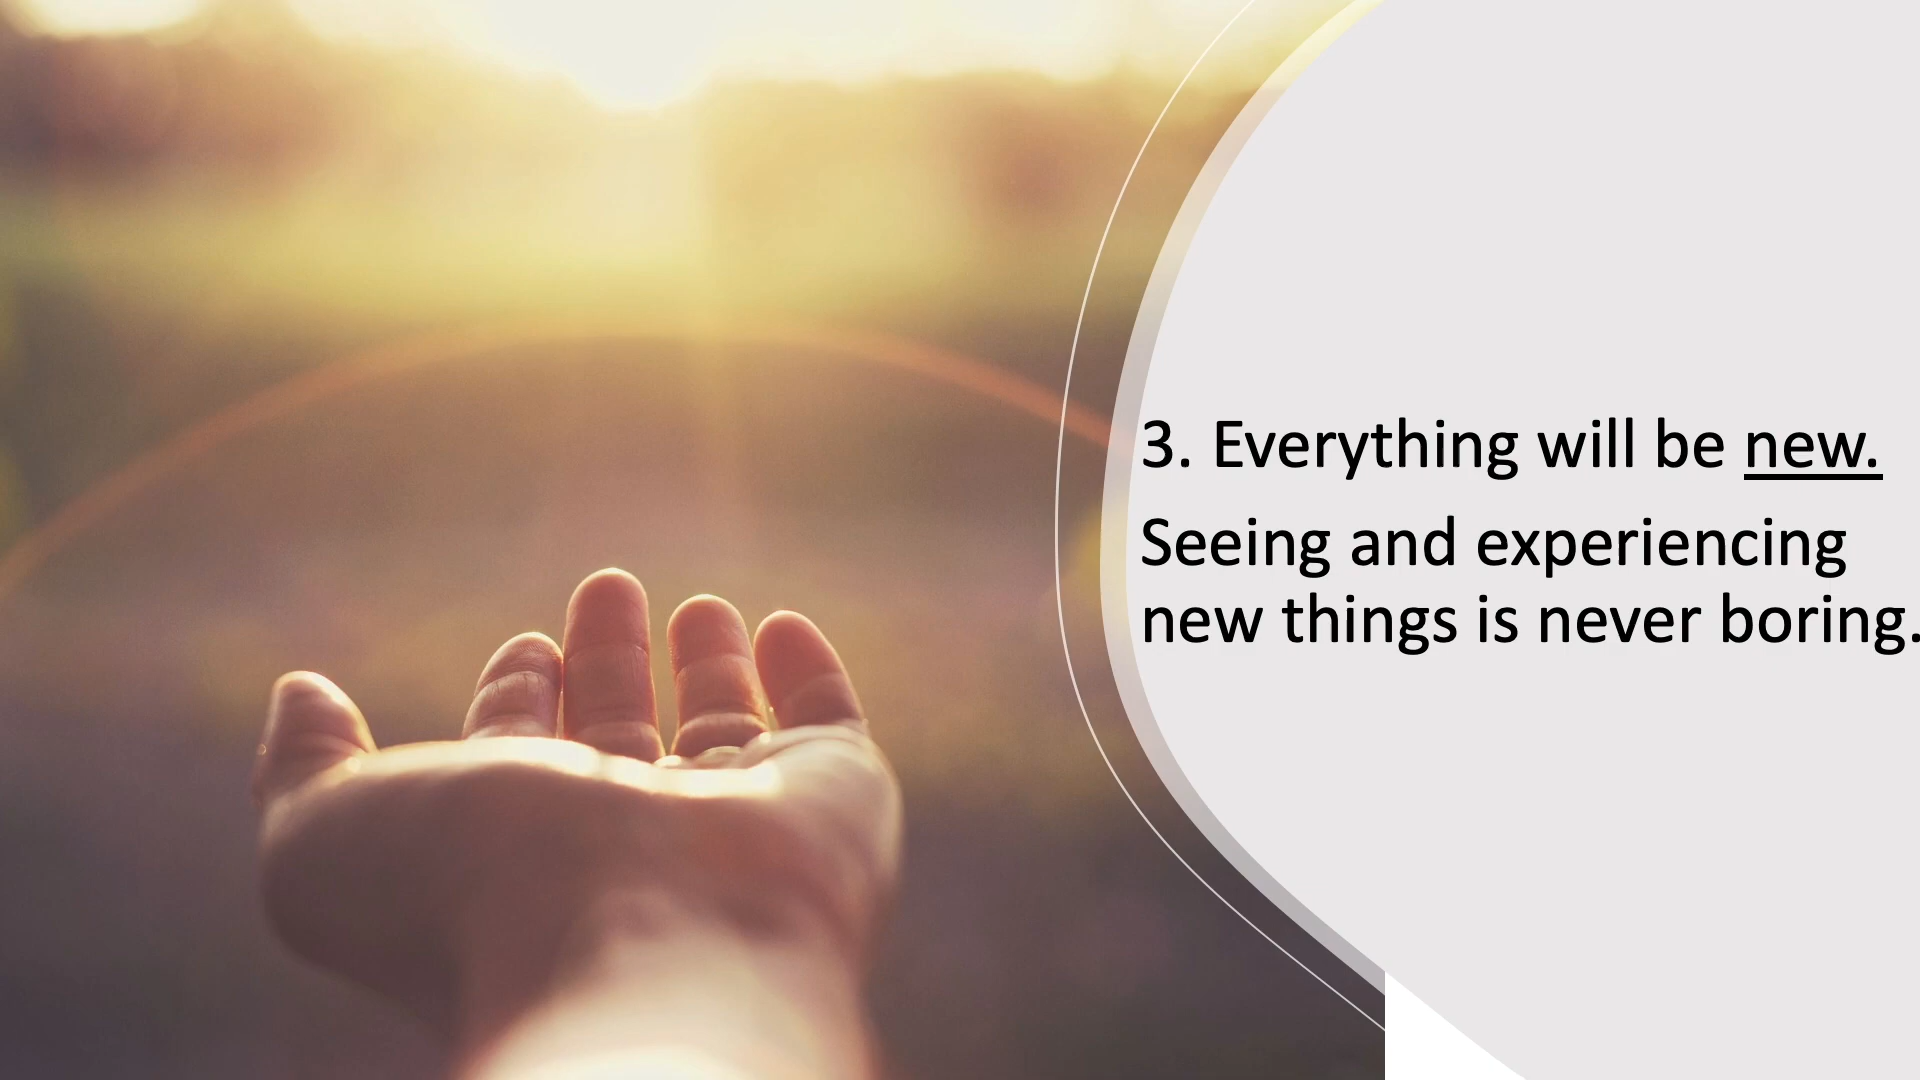 3. Everything will be new.
Seeing and experiencing
new things is never boring.